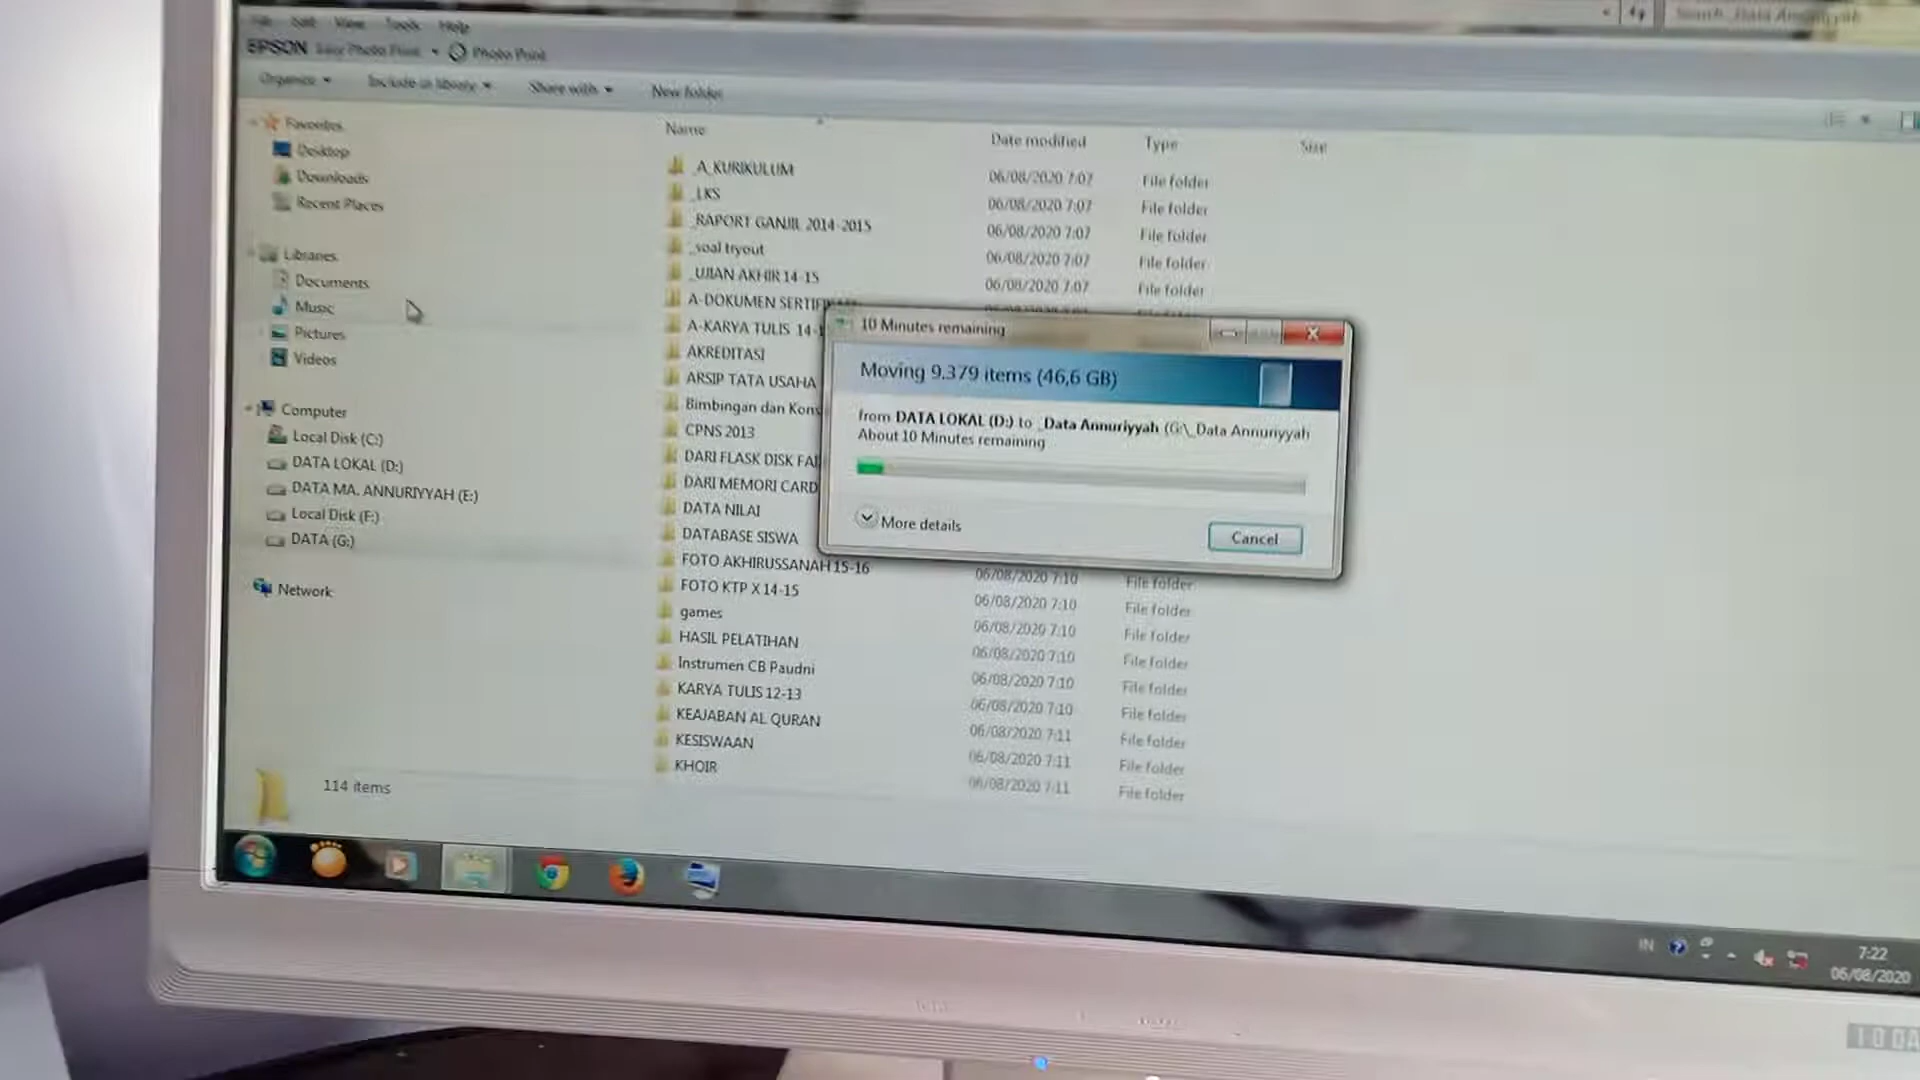 File Edit View Tools Help
EPSON Easy Photo Print Photo Print
Organize Include in library Share with New folder
Favorites
Desktop
Downloads
Recent Places
Libraries
Documents
Music
Pictures
Videos
Computer
Local Disk (C:)
DATA LOKAL (D:)
DATA MA. ANNURIYYAH (E:)
Local Disk (F:)
DATA (G:)
Network
114 items
Name Date modified Type Size
_A_KURIKULUM 06/08/2020 7:07 File folder
_LKS 06/08/2020 7:07 File folder
_RAPORT GANJIL 2014-2015 06/08/2020 7:07 File folder
_soal tryout 06/08/2020 7:07 File folder
_UJIAN AKHIR 14-15 06/08/2020 7:07 File folder
A-DOKUMEN
A-KARYA TULIS
AKREDITASI
ARSIP TATA USAHA
Bimbingan dan
CPNS 2013
DARI FLASK DISK
DARI MEMORI CARD
DATA NILAI
DATABASE SISWA
FOTO AKHIRUSSANAH 15-16 06/08/2020 7:10 File folder
FOTO KTP X 14-15 06/08/2020 7:10 File folder
games 06/08/2020 7:10 File folder
HASIL PELATIHAN 06/08/2020 7:10 File folder
Instrumen CB Paudni 06/08/2020 7:10 File folder
KARYA TULIS 12-13 06/08/2020 7:10 File folder
KEAJABAN AL QURAN 06/08/2020 7:11 File folder
KESISWAAN 06/08/2020 7:11 File folder
KHOIR 06/08/2020 7:11 File folder
10 Minutes remaining
Moving 9.379 items (46,6 GB)
from DATA LOKAL (D:) to _Data Annuriyyah (G:\_Data Annuriyyah
About 10 Minutes remaining
More details
Cancel
IN
7:22
06/08/2020